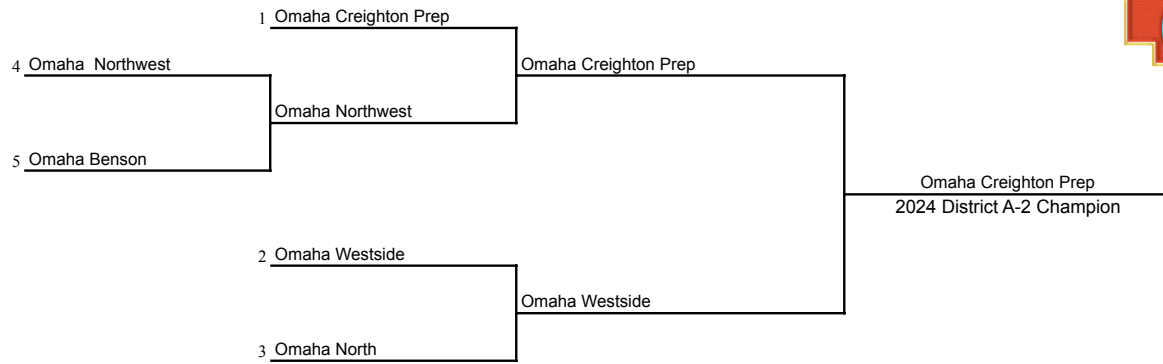 1 Omaha Creighton Prep
4 Omaha  Northwest
Omaha Creighton Prep
Omaha Northwest
5 Omaha Benson
Omaha Creighton Prep
2024 District A-2 Champion
2 Omaha Westside
Omaha Westside
3 Omaha North